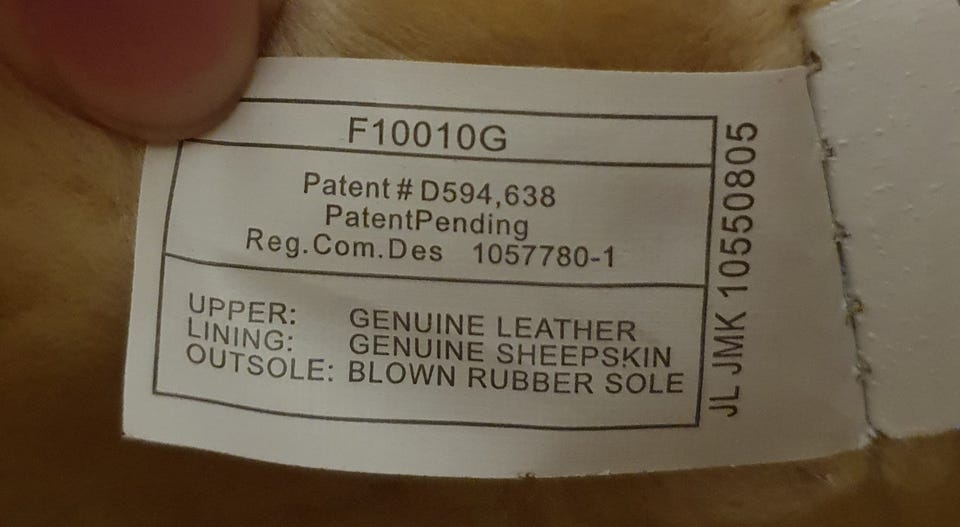 F10010G
Patent # D594,638
PatentPending
Reg.Com.Des 1057780-1
UPPER: GENUINE LEATHER
LINING: GENUINE SHEEPSKIN
OUTSOLE: BLOWN RUBBER SOLE
JL JMK 10550805